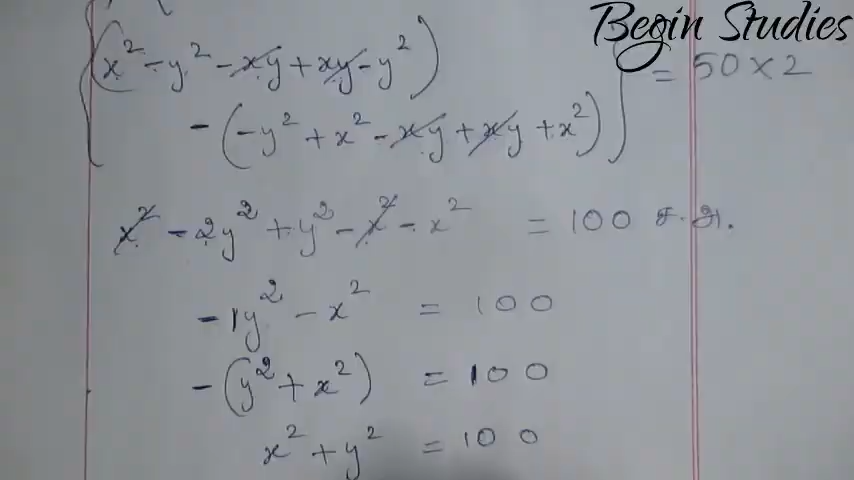 Begin Studies
{(x² - y² - xy + xy - y²)
- (-y² + x² - xy + xy + x²)} = 50 × 2
x² - 2y² + y² - x² - x² = 100 ச.அ.
-1y² - x² = 100
-(y² + x²) = 100
x² + y² = 100